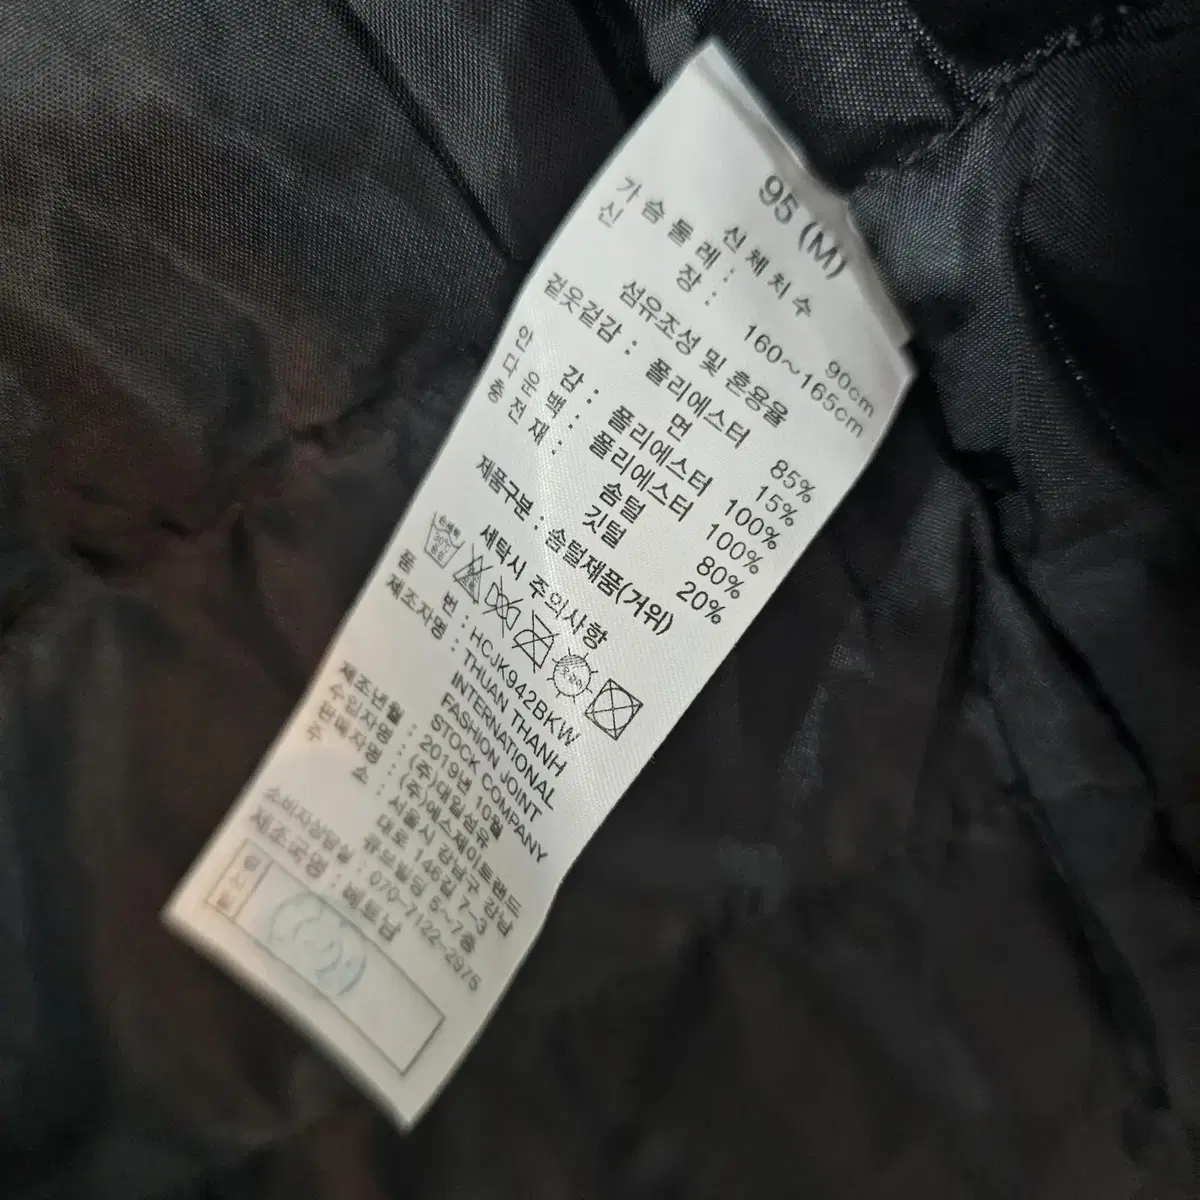 95 (M)
신체치수
가슴둘레 : 90cm
신장 : 160~165cm
섬유조성 및 혼용율
겉옷겉감 : 폴리에스터 85%
면 15%
안감 : 폴리에스터 100%
다운백 : 폴리에스터 100%
충전재 : 솜털 80%
깃털 20%
제품구분 : 솜털제품(거위)
세탁시 주의사항
품번 : HCJK942BKW
제조자명 : THUAN THANH
INTERNATIONAL
FASHION JOINT
STOCK COMPANY
제조년월 : 2019년 10월
수입자명 : (주)대일섬유
판매자명 : (주)에스제이트랜드
주소 : 서울시 강남구 강남
대로 146길 7-3
큐브빌딩 5~7층
소비자상담실 : 070-7122-2975
제조국명 : 베트남